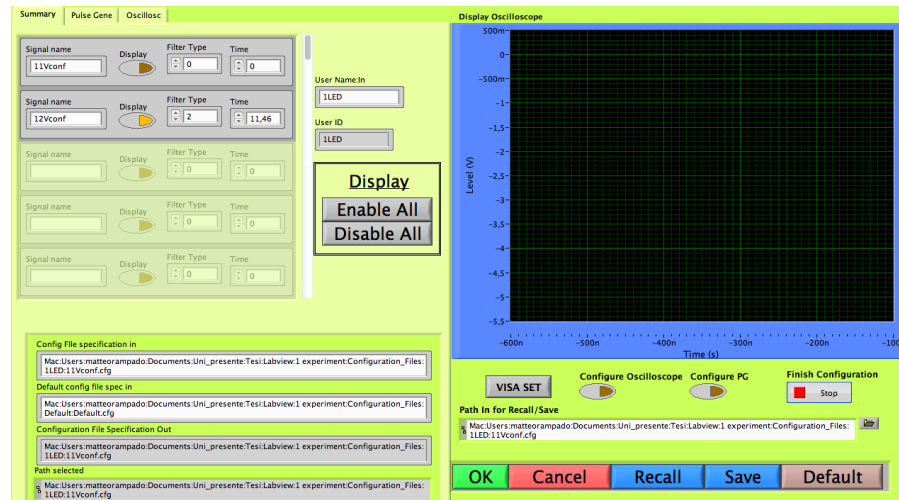 Summary
Pulse Gene
Oscillosc
Signal name
Display
Filter Type
Time
11Vconf
0
0
Signal name
Display
Filter Type
Time
12Vconf
2
11,46
Signal name
Display
Filter Type
Time
0
0
Signal name
Display
Filter Type
Time
0
0
Signal name
Display
Filter Type
Time
0
0
User Name:In
1LED
User ID
1LED
Display
Enable All
Disable All
Config FIle specification in
Mac:Users:matteorampado:Documents:Uni_presente:Tesi:Labview:1 experiment:Configuration_Files:
1LED:11Vconf.cfg
Default config file spec in
Mac:Users:matteorampado:Documents:Uni_presente:Tesi:Labview:1 experiment:Configuration_Files:
Default:Default.cfg
Configuration File Specification Out
Mac:Users:matteorampado:Documents:Uni_presente:Tesi:Labview:1 experiment:Configuration_Files:
1LED:11Vconf.cfg
Path selected
Mac:Users:matteorampado:Documents:Uni_presente:Tesi:Labview:1 experiment:Configuration_Files:
1LED:11Vconf.cfg
Display Oscilloscope
Level (V)
500m
0
-500m
-1
-1,5
-2
-2,5
-3
-3,5
-4
-4,5
-5
-5,5
-600n
-500n
-400n
-300n
-200n
-100
Time (s)
VISA SET
Configure Oscilloscope
Configure PG
Finish Configuration
Stop
Path In for Recall/Save
Mac:Users:matteorampado:Documents:Uni_presente:Tesi:Labview:1 experiment:Configuration_Files:
1LED:11Vconf.cfg
OK
Cancel
Recall
Save
Default